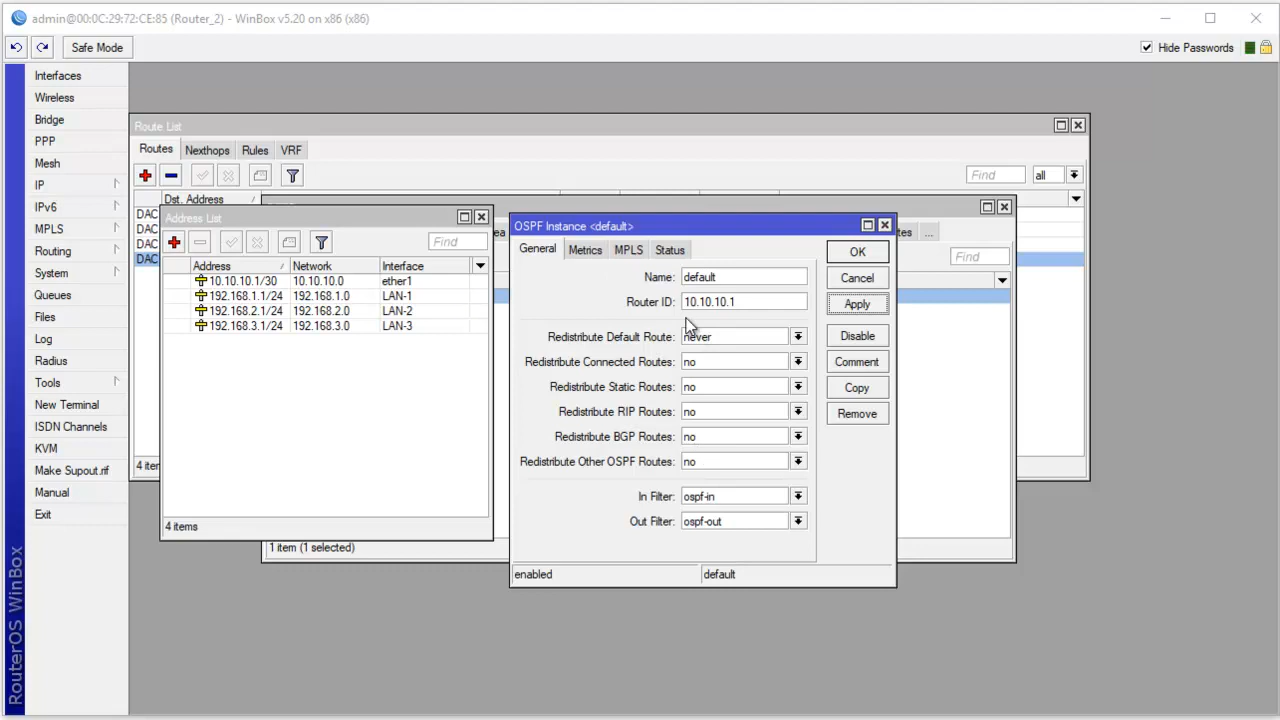 admin@00:0C:29:72:CE:85 (Router_2) - WinBox v5.20 on x86 (x86)
Safe Mode
Hide Passwords
Interfaces
Wireless
Bridge
PPP
Mesh
IP
IPv6
MPLS
Routing
System
Queues
Files
Log
Radius
Tools
New Terminal
ISDN Channels
KVM
Make Supout.rif
Manual
Exit
RouterOS WinBox
Route List
Routes Nexthops Rules VRF
Find all
Dst. Address
DAC
DAC
DAC
DAC
4 iter
Address List
Find
Address Network Interface
10.10.10.1/30 10.10.10.0 ether1
192.168.1.1/24 192.168.1.0 LAN-1
192.168.2.1/24 192.168.2.0 LAN-2
192.168.3.1/24 192.168.3.0 LAN-3
4 items
ea
tes ...
Find
1 item (1 selected)
OSPF Instance <default>
General Metrics MPLS Status
Name: default
Router ID: 10.10.10.1
Redistribute Default Route: never
Redistribute Connected Routes: no
Redistribute Static Routes: no
Redistribute RIP Routes: no
Redistribute BGP Routes: no
Redistribute Other OSPF Routes: no
In Filter: ospf-in
Out Filter: ospf-out
OK
Cancel
Apply
Disable
Comment
Copy
Remove
enabled default